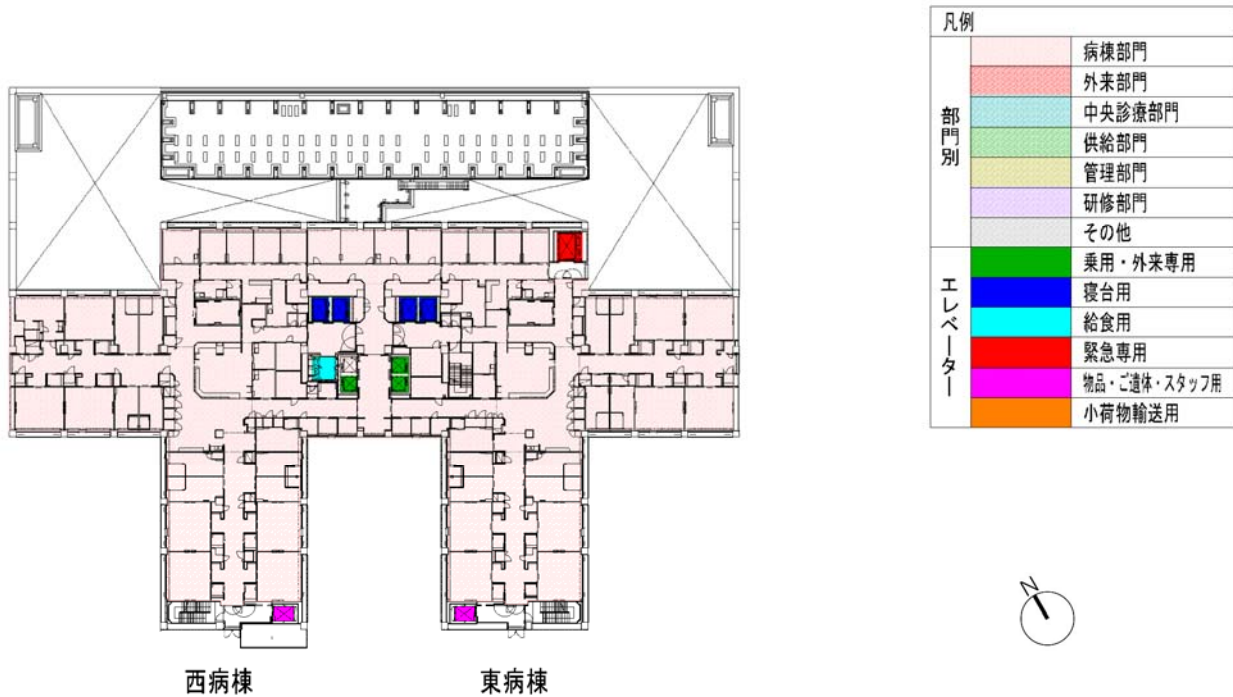 凡例
部門別
病棟部門
外来部門
中央診療部門
供給部門
管理部門
研修部門
その他
エレベーター
乗用・外来専用
寝台用
給食用
緊急専用
物品・ご遺体・スタッフ用
小荷物輸送用
N
西病棟
東病棟